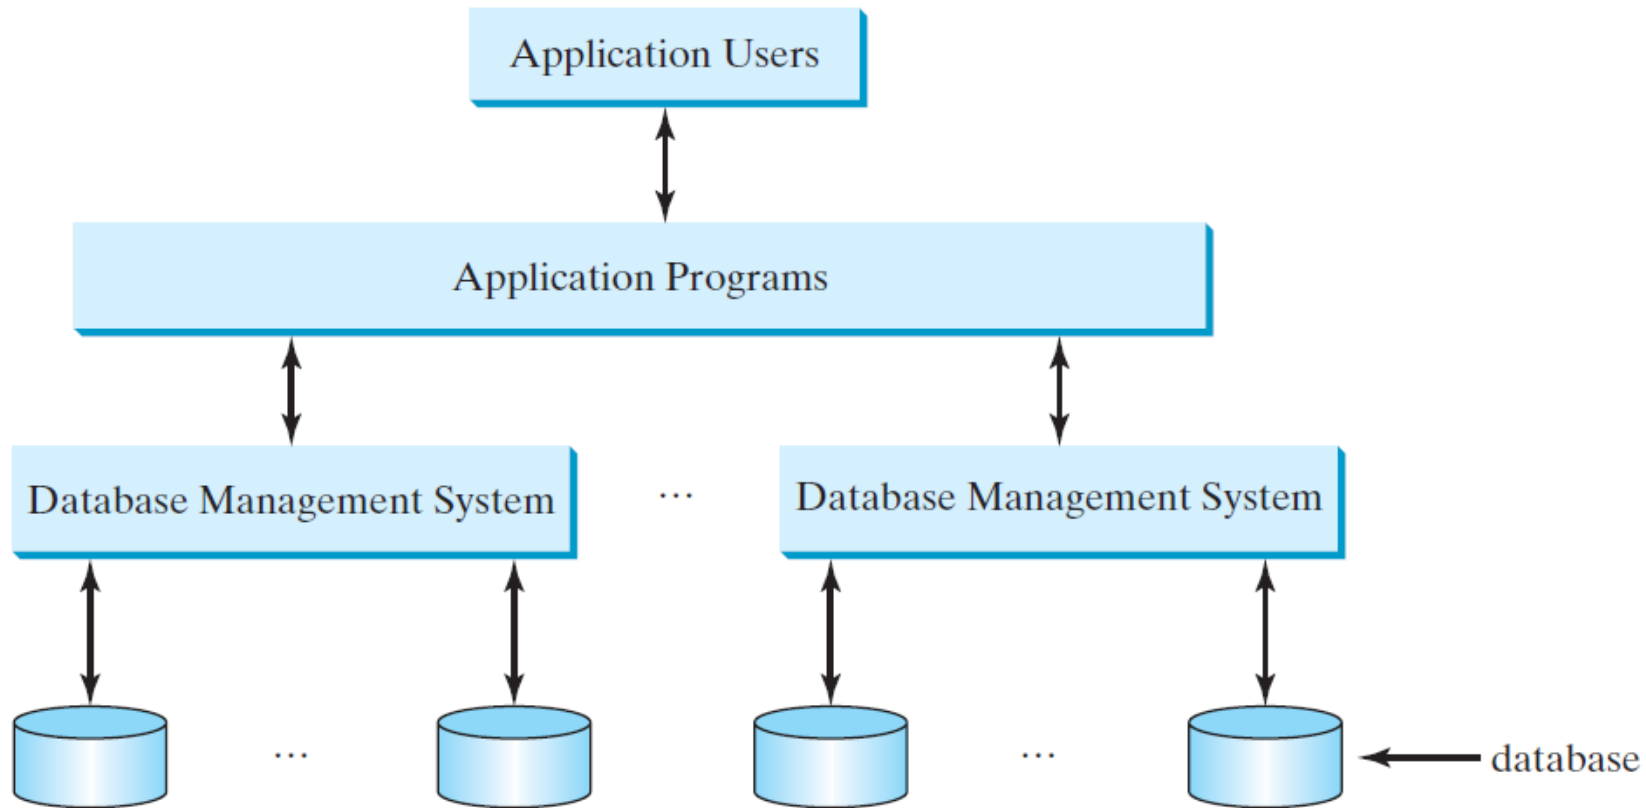 Application Users
Application Programs
Database Management System
...
Database Management System
...
...
database